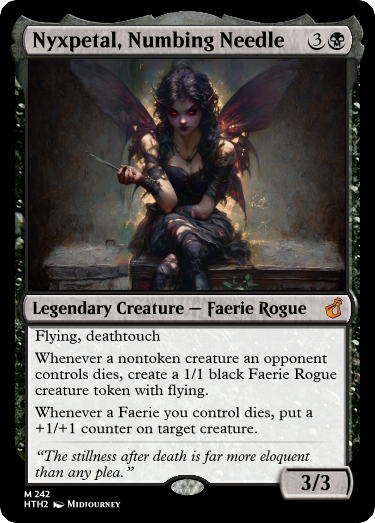 Nyxpetal, Numbing Needle 3
Legendary Creature — Faerie Rogue
Flying, deathtouch
Whenever a nontoken creature an opponent
controls dies, create a 1/1 black Faerie Rogue
creature token with flying.
Whenever a Faerie you control dies, put a
+1/+1 counter on target creature.
“The stillness after death is far more eloquent
than any plea.”
3/3
M 242
HTH2 Midjourney